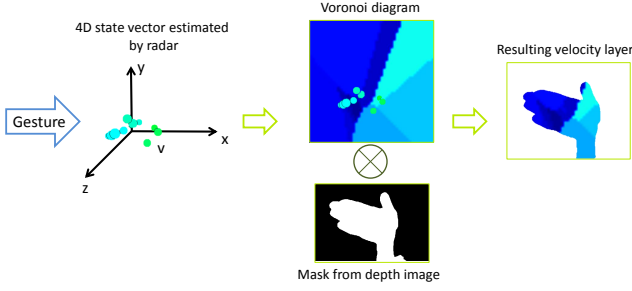 4D state vector estimated
by radar
Voronoi diagram
Resulting velocity layer
Gesture
y
x
v
z
Mask from depth image